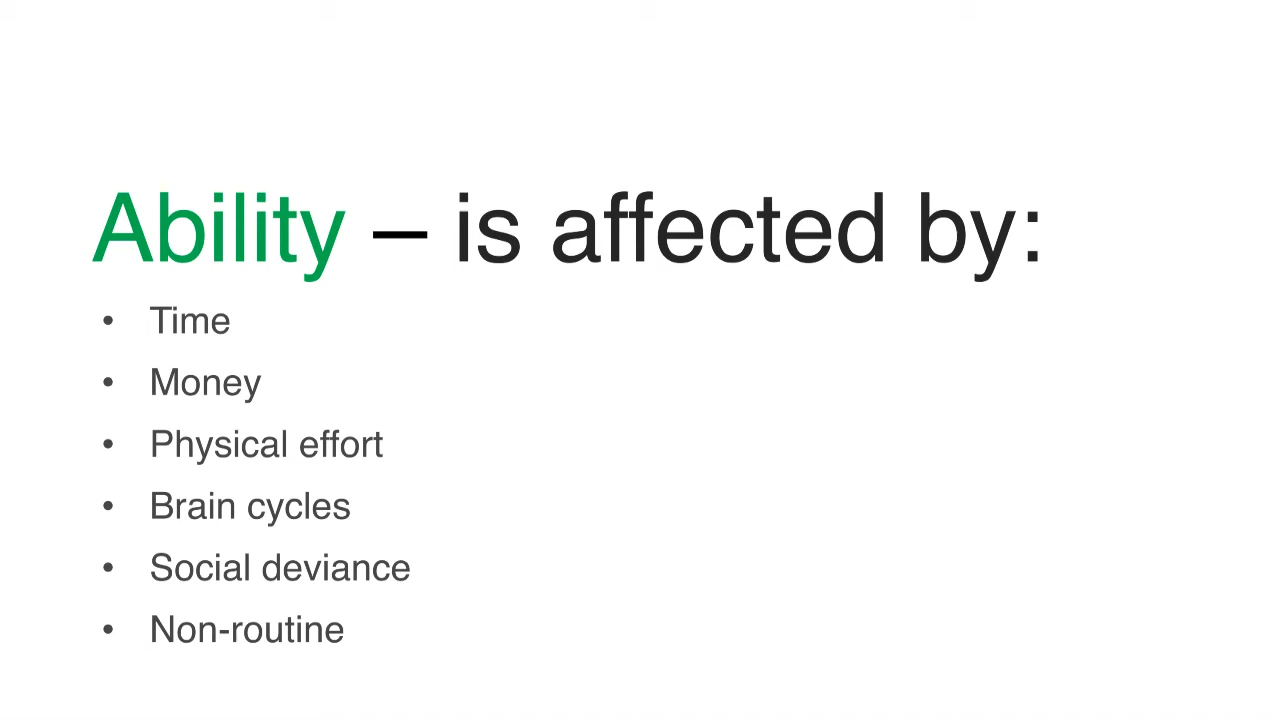 Ability – is affected by:
• Time
• Money
• Physical effort
• Brain cycles
• Social deviance
• Non-routine